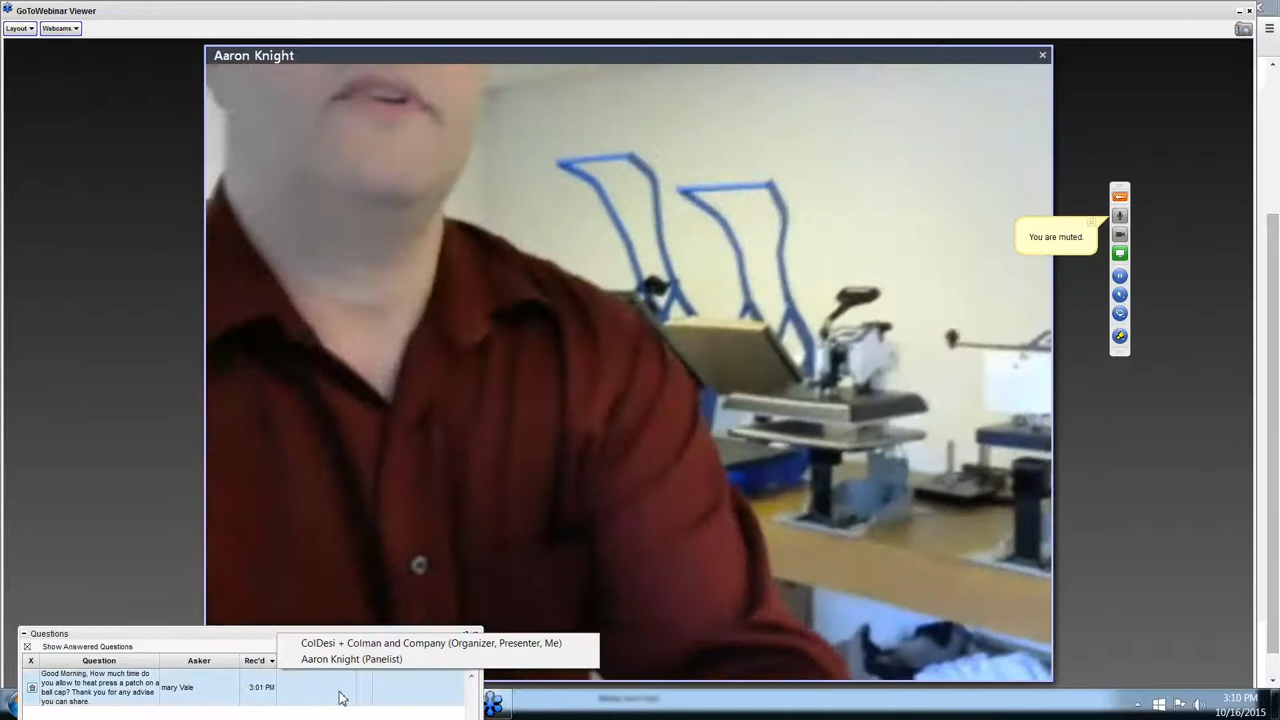 GoToWebinar Viewer
Layout
Webcams
Aaron Knight
You are muted.
Questions
Show Answered Questions
X
Question
Asker
Rec'd
ColDesi + Colman and Company (Organizer, Presenter, Me)
Aaron Knight (Panelist)
Good Morning, How much time do
you allow to heat press a patch on a
ball cap? Thank you for any advise
you can share.
mary Vale
3:01 PM
3:10 PM
10/16/2015